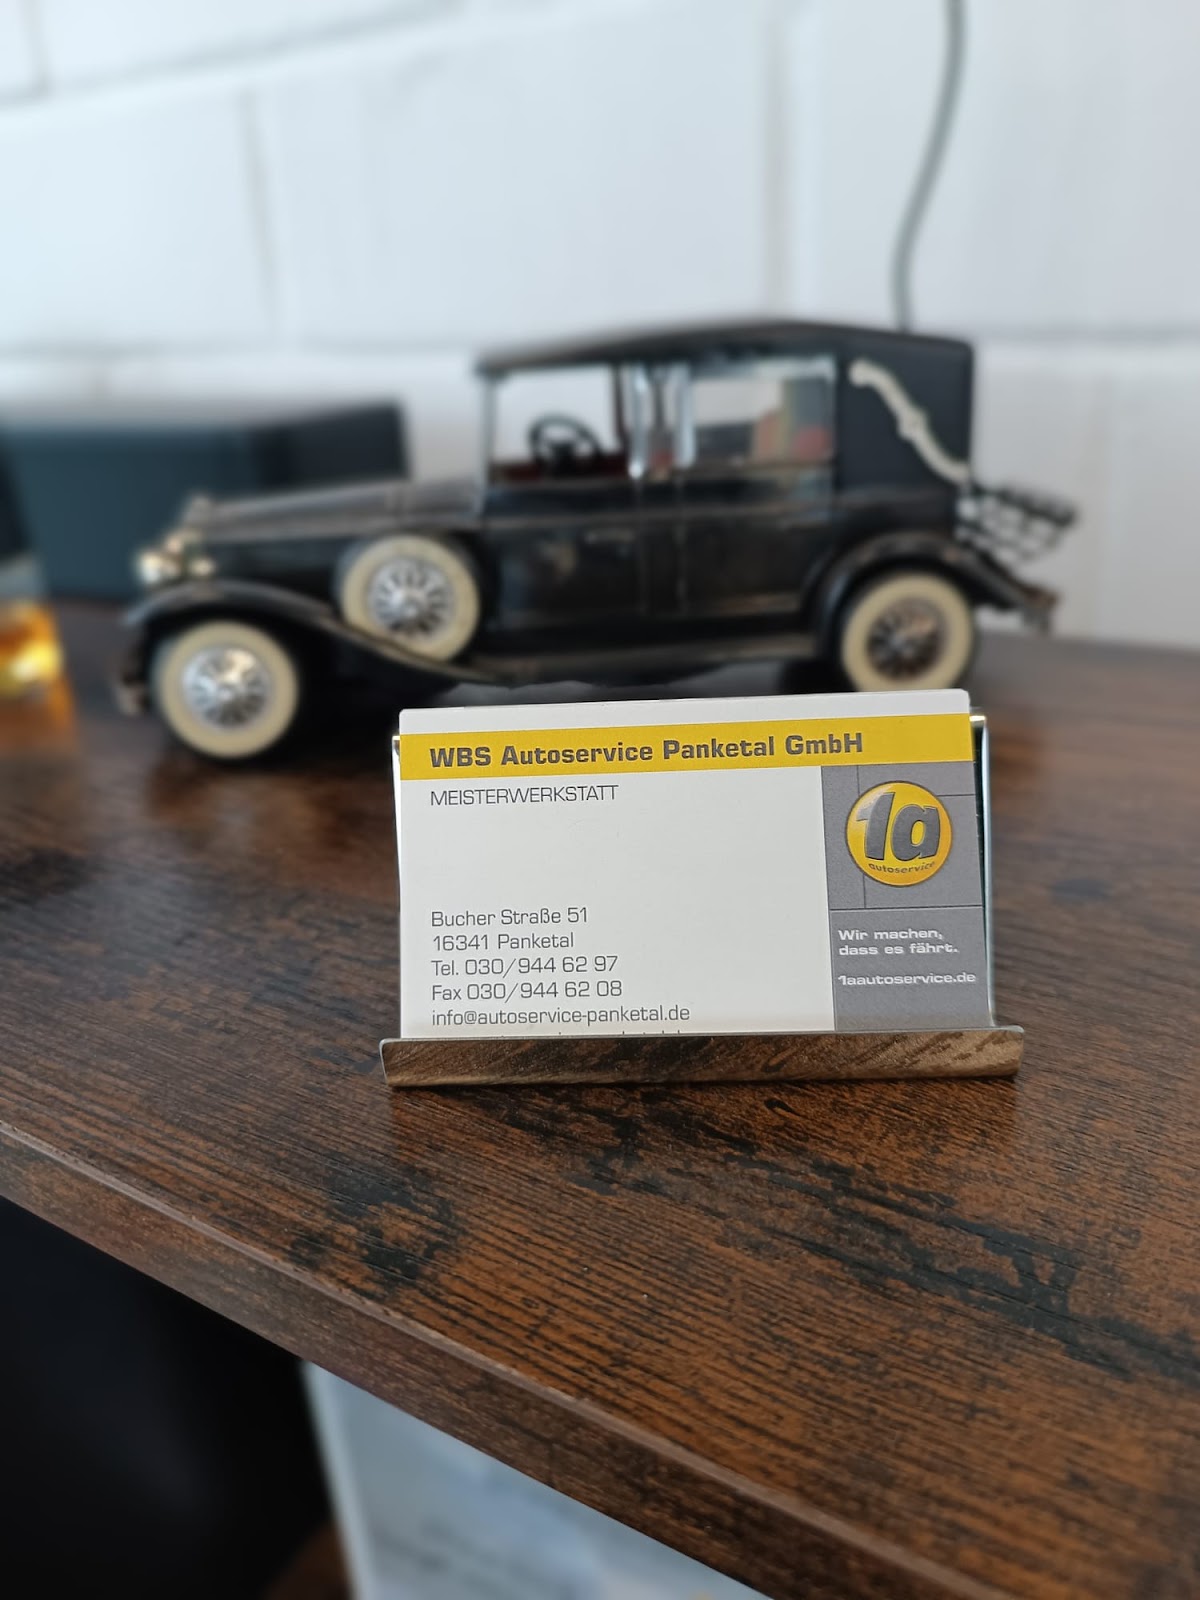 WBS Autoservice Panketal GmbH
MEISTERWERKSTATT
Bucher Straße 51
16341 Panketal
Tel. 030/944 62 97
Fax 030/944 62 08
info@autoservice-panketal.de
1a
autoservice
Wir machen,
dass es fährt.
1aautoservice.de